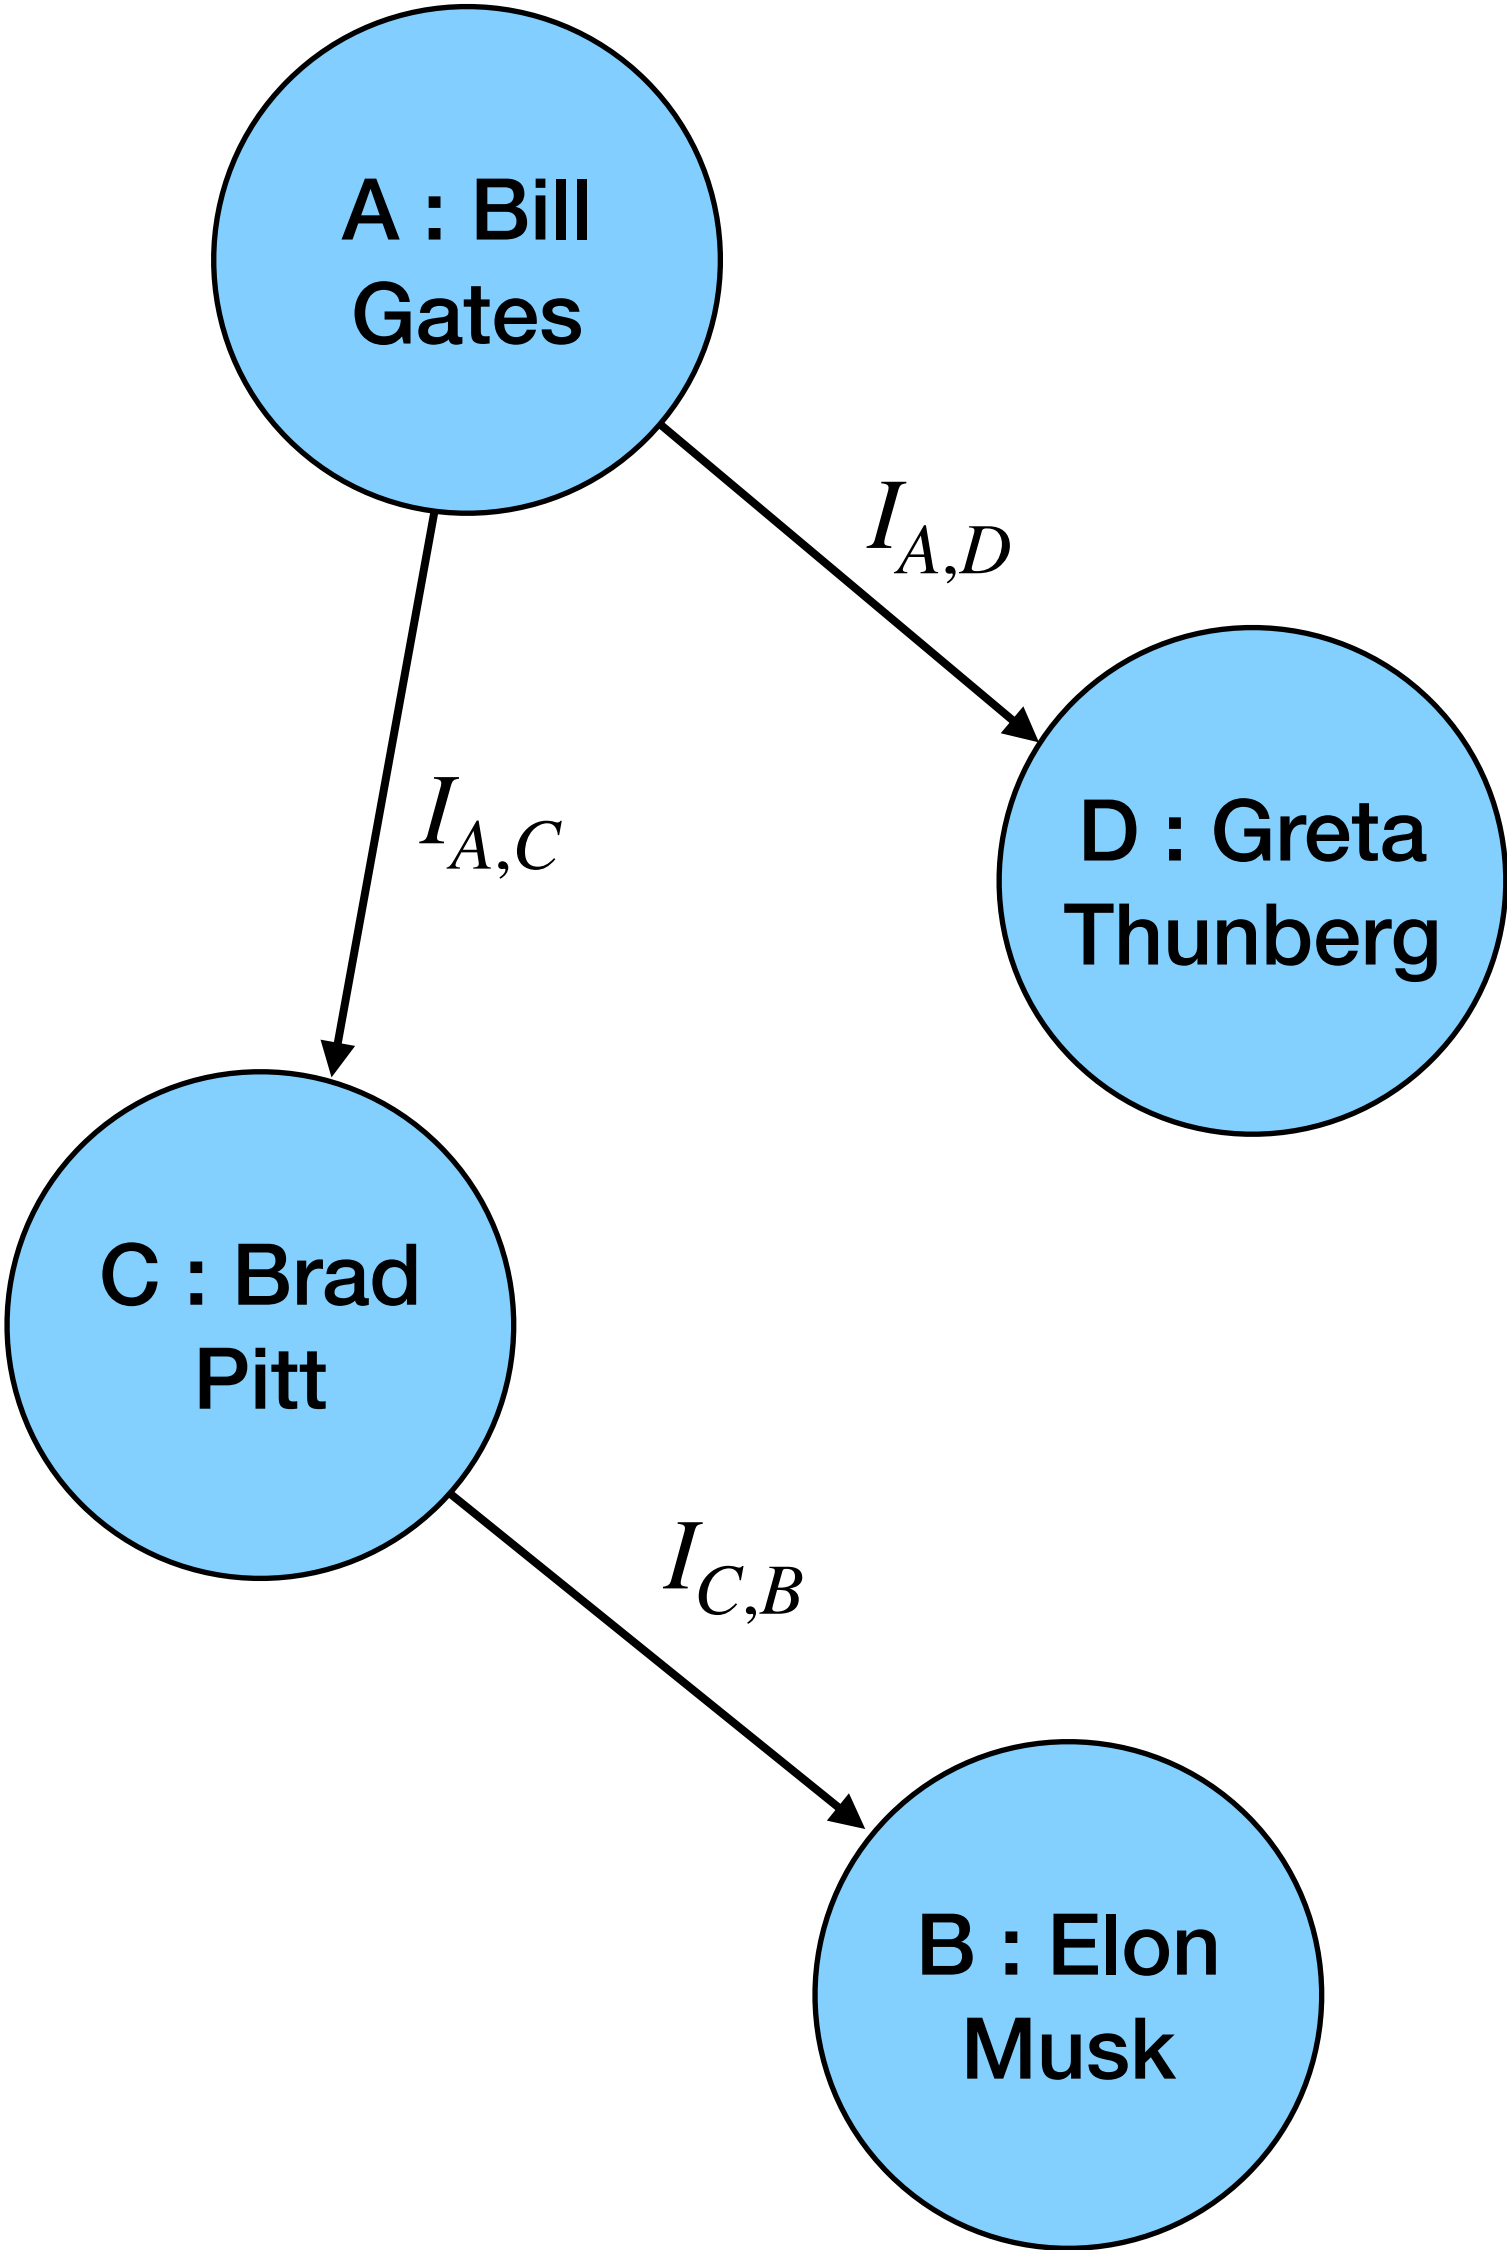 A : Bill
Gates
I_{A,D}
I_{A,C}
D : Greta
Thunberg
C : Brad
Pitt
I_{C,B}
B : Elon
Musk